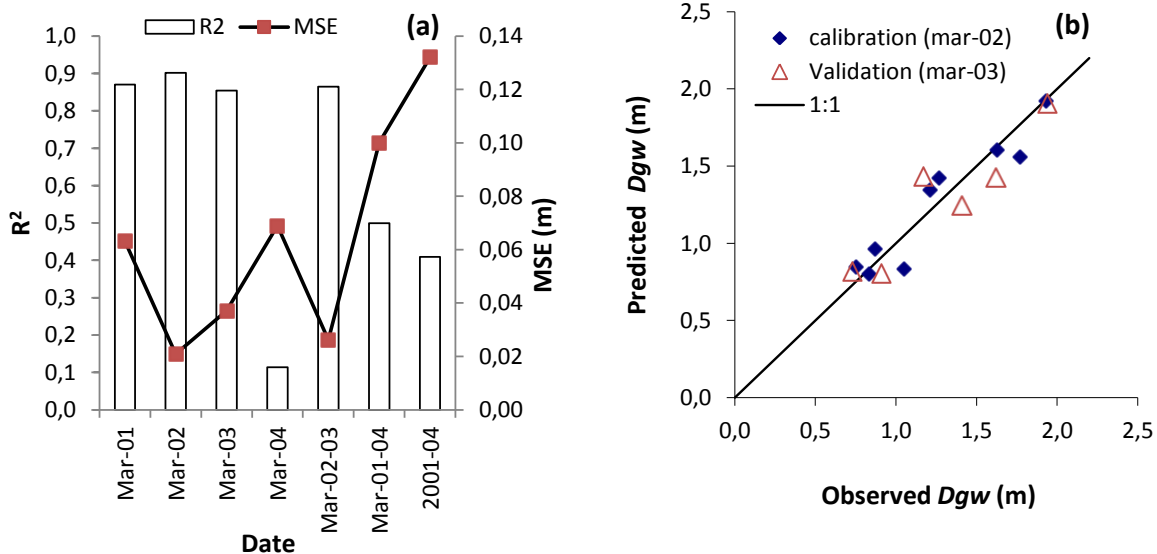 R2
MSE
(a)
1,0
0,9
0,8
0,7
0,6
0,5
0,4
0,3
0,2
0,1
0,0
R²
0,14
0,12
0,10
0,08
0,06
0,04
0,02
0,00
MSE (m)
Mar-01
Mar-02
Mar-03
Mar-04
Mar-02-03
Mar-01-04
2001-04
Date
(b)
calibration (mar-02)
Validation (mar-03)
1:1
2,5
2,0
1,5
1,0
0,5
0,0
Predicted Dgw (m)
0,0
0,5
1,0
1,5
2,0
2,5
Observed Dgw (m)